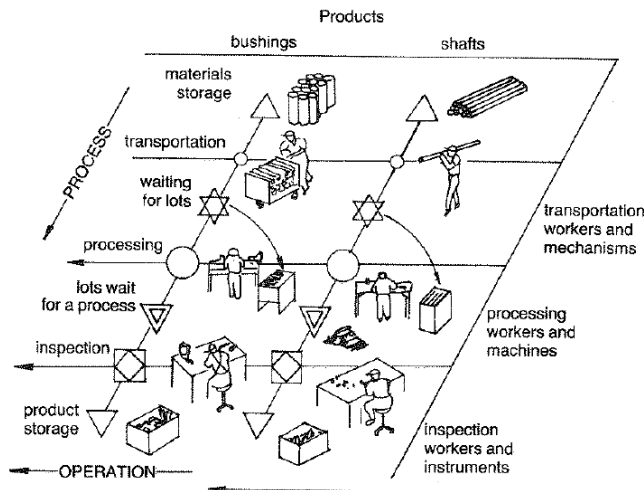 Products
bushings
shafts
materials
storage
transportation
waiting
for lots
PROCESS
processing
lots wait
for a process
inspection
product
storage
OPERATION
transportation
workers and
mechanisms
processing
workers and
machines
inspection
workers and
instruments